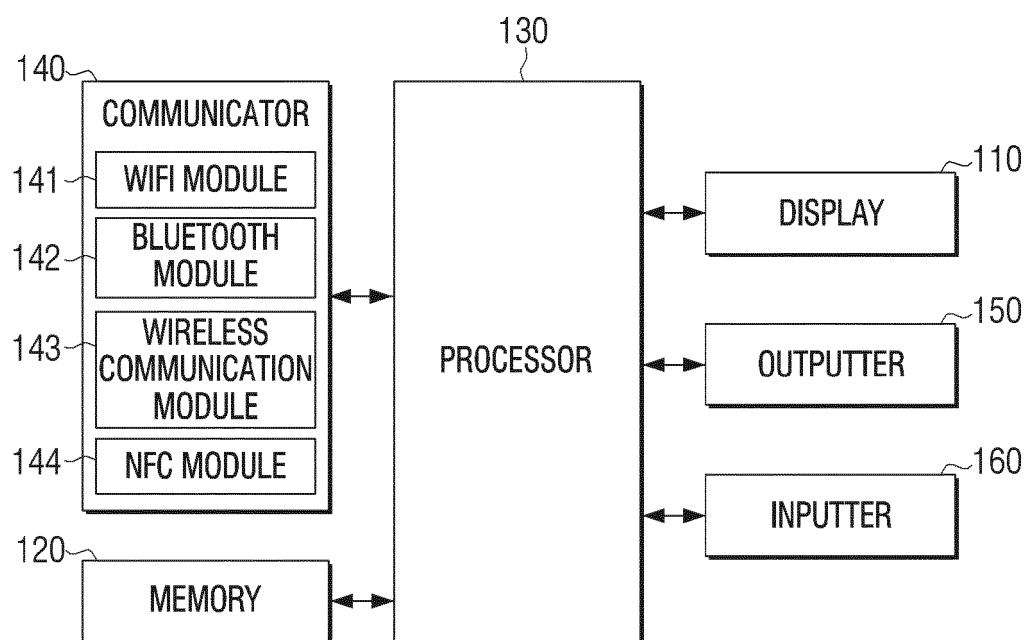 130
140
COMMUNICATOR
141
WIFI MODULE
142
BLUETOOTH
MODULE
143
WIRELESS
COMMUNICATION
MODULE
144
NFC MODULE
120
MEMORY
PROCESSOR
110
DISPLAY
150
OUTPUTTER
160
INPUTTER